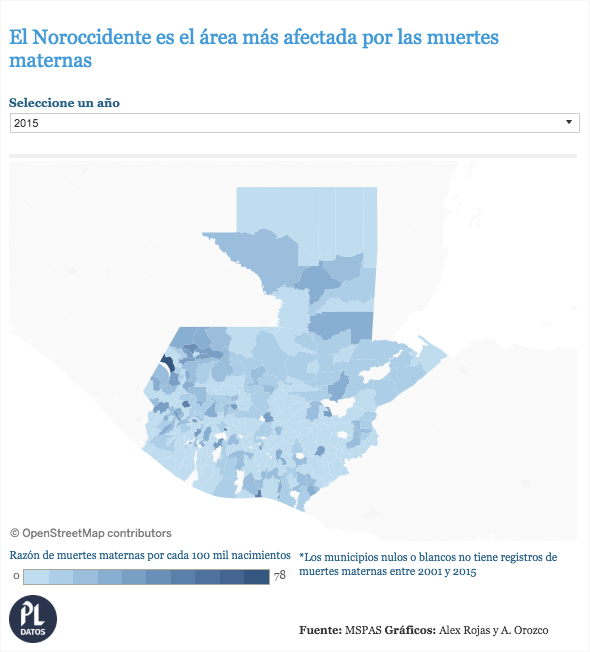 El Noroccidente es el área más afectada por las muertes
maternas
Seleccione un año
2015
© OpenStreetMap contributors
Razón de muertes maternas por cada 100 mil nacimientos
0 78
*Los municipios nulos o blancos no tiene registros de
muertes maternas entre 2001 y 2015
PL
DATOS
Fuente: MSPAS Gráficos: Alex Rojas y A. Orozco